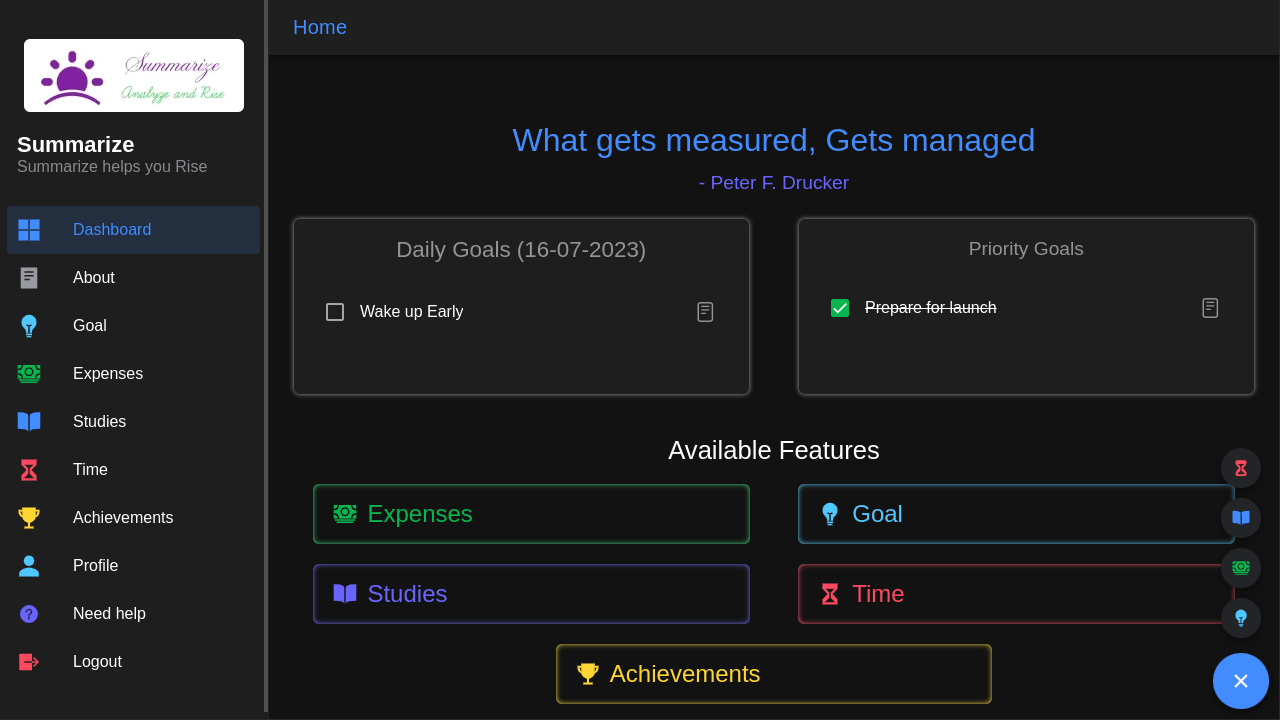 Summarize
Analyze and Rise
Summarize
Summarize helps you Rise
Dashboard
About
Goal
Expenses
Studies
Time
Achievements
Profile
Need help
Logout
Home
What gets measured, Gets managed
- Peter F. Drucker
Daily Goals (16-07-2023)
Wake up Early
Priority Goals
Prepare for launch
Available Features
Expenses
Goal
Studies
Time
Achievements